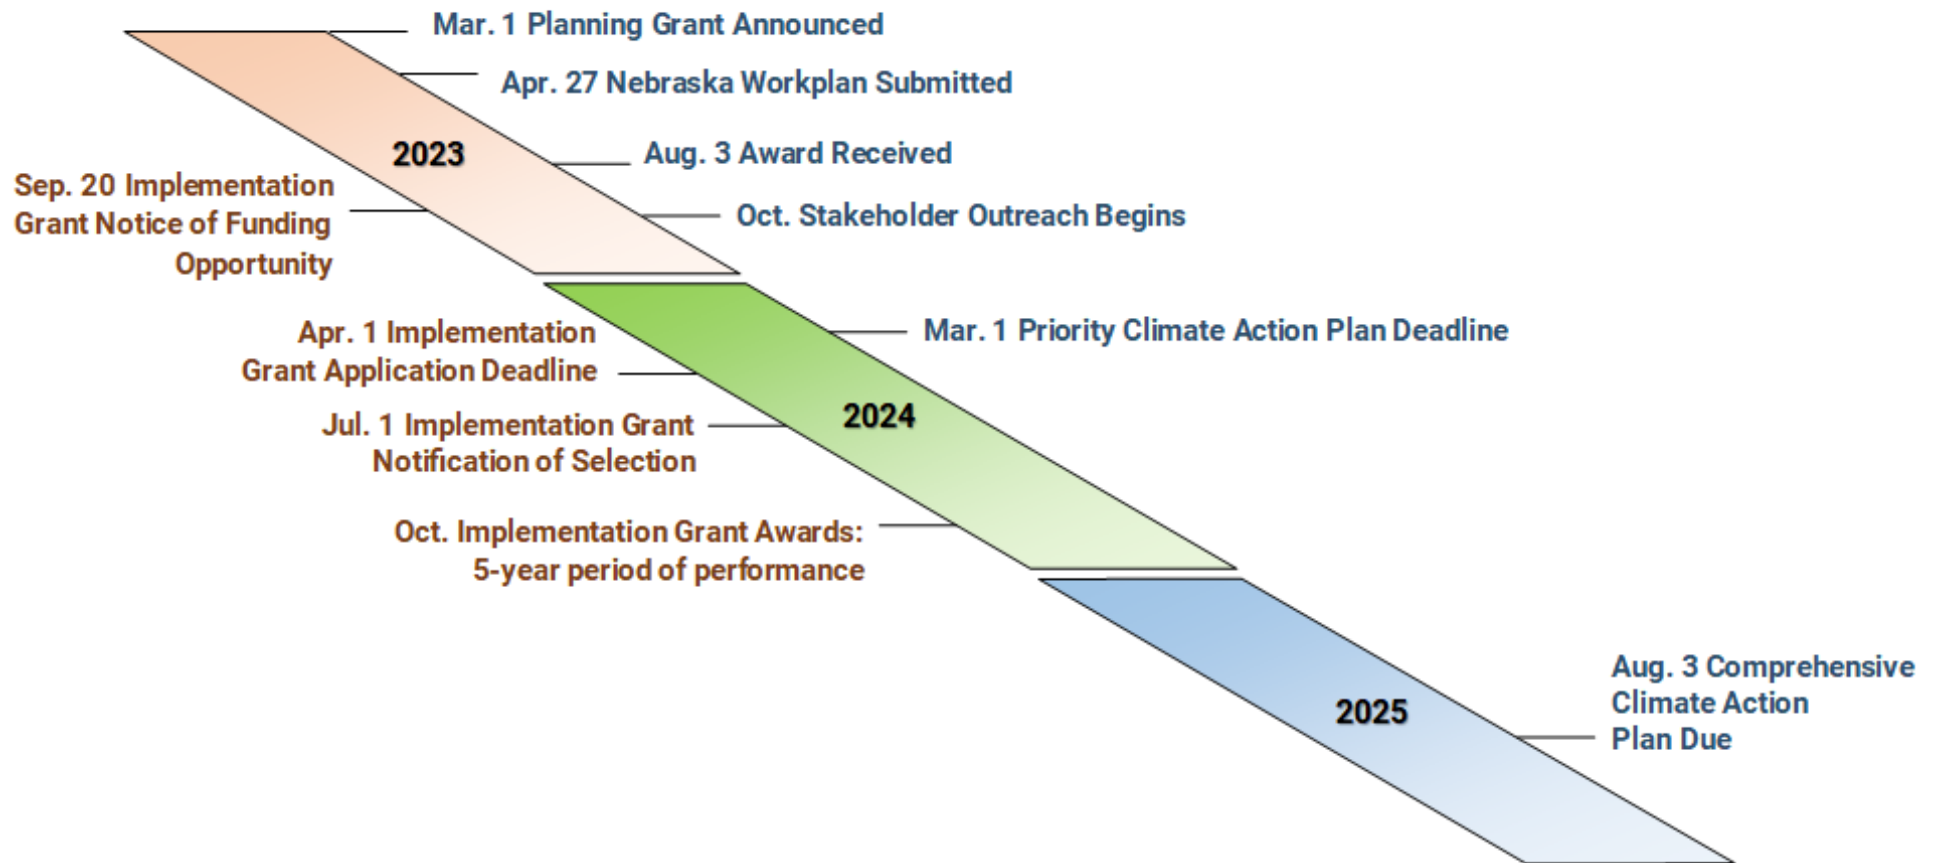 Mar. 1 Planning Grant Announced
Apr. 27 Nebraska Workplan Submitted
2023
Aug. 3 Award Received
Sep. 20 Implementation
Grant Notice of Funding
Opportunity
Oct. Stakeholder Outreach Begins
Mar. 1 Priority Climate Action Plan Deadline
Apr. 1 Implementation
Grant Application Deadline
2024
Jul. 1 Implementation Grant
Notification of Selection
Oct. Implementation Grant Awards:
5-year period of performance
2025
Aug. 3 Comprehensive
Climate Action
Plan Due